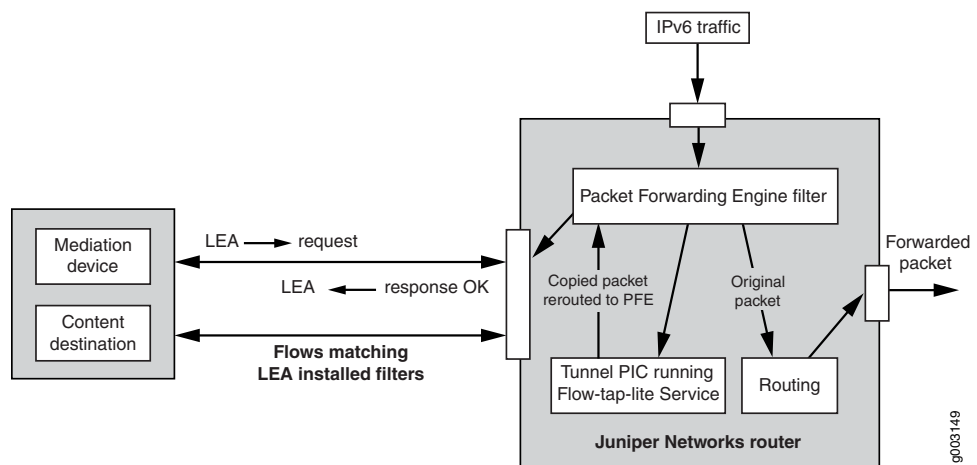 IPv6 traffic
Packet Forwarding Engine filter
Mediation
device
LEA
request
LEA
response OK
Content
destination
Flows matching
LEA installed filters
Copied packet
rerouted to PFE
Original
packet
Forwarded
packet
Tunnel PIC running
Flow-tap-lite Service
Routing
Juniper Networks router
g003149